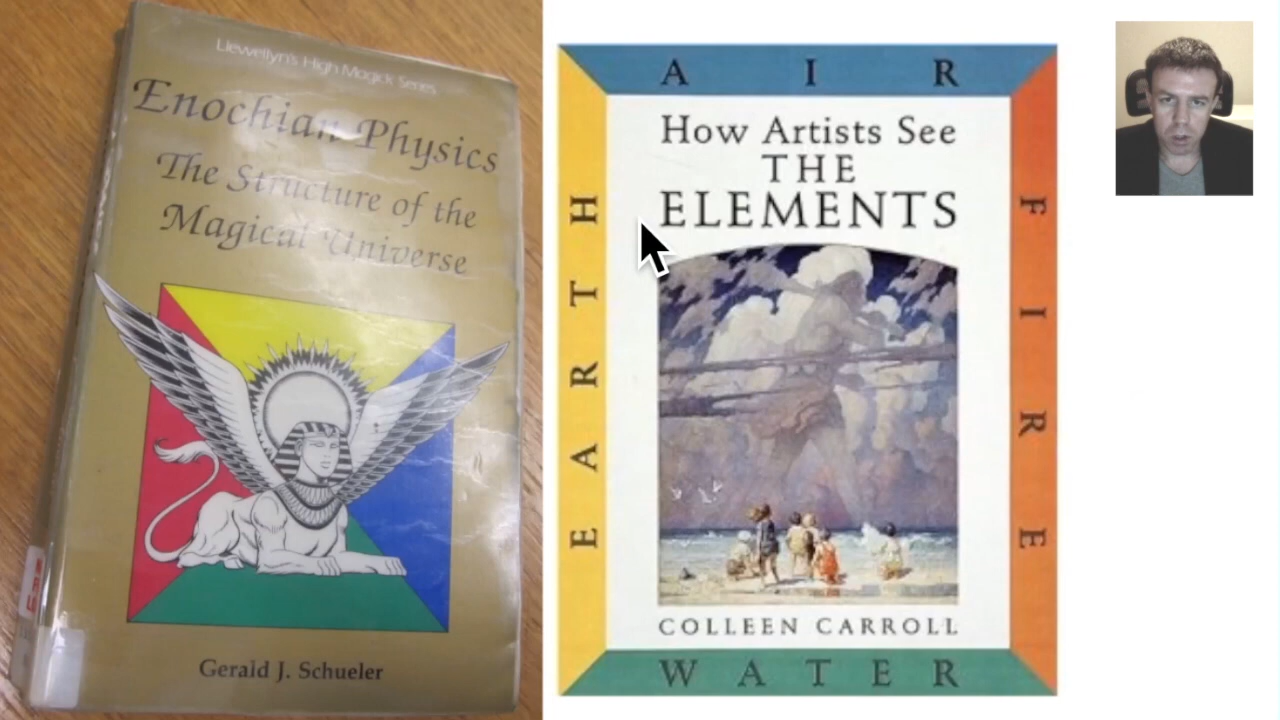 Llewellyn's High Magick Series
Enochian Physics
The Structure of the
Magical Universe
Gerald J. Schueler
AIR
How Artists See
THE
ELEMENTS
EARTH
FIRE
COLLEEN CARROLL
WATER